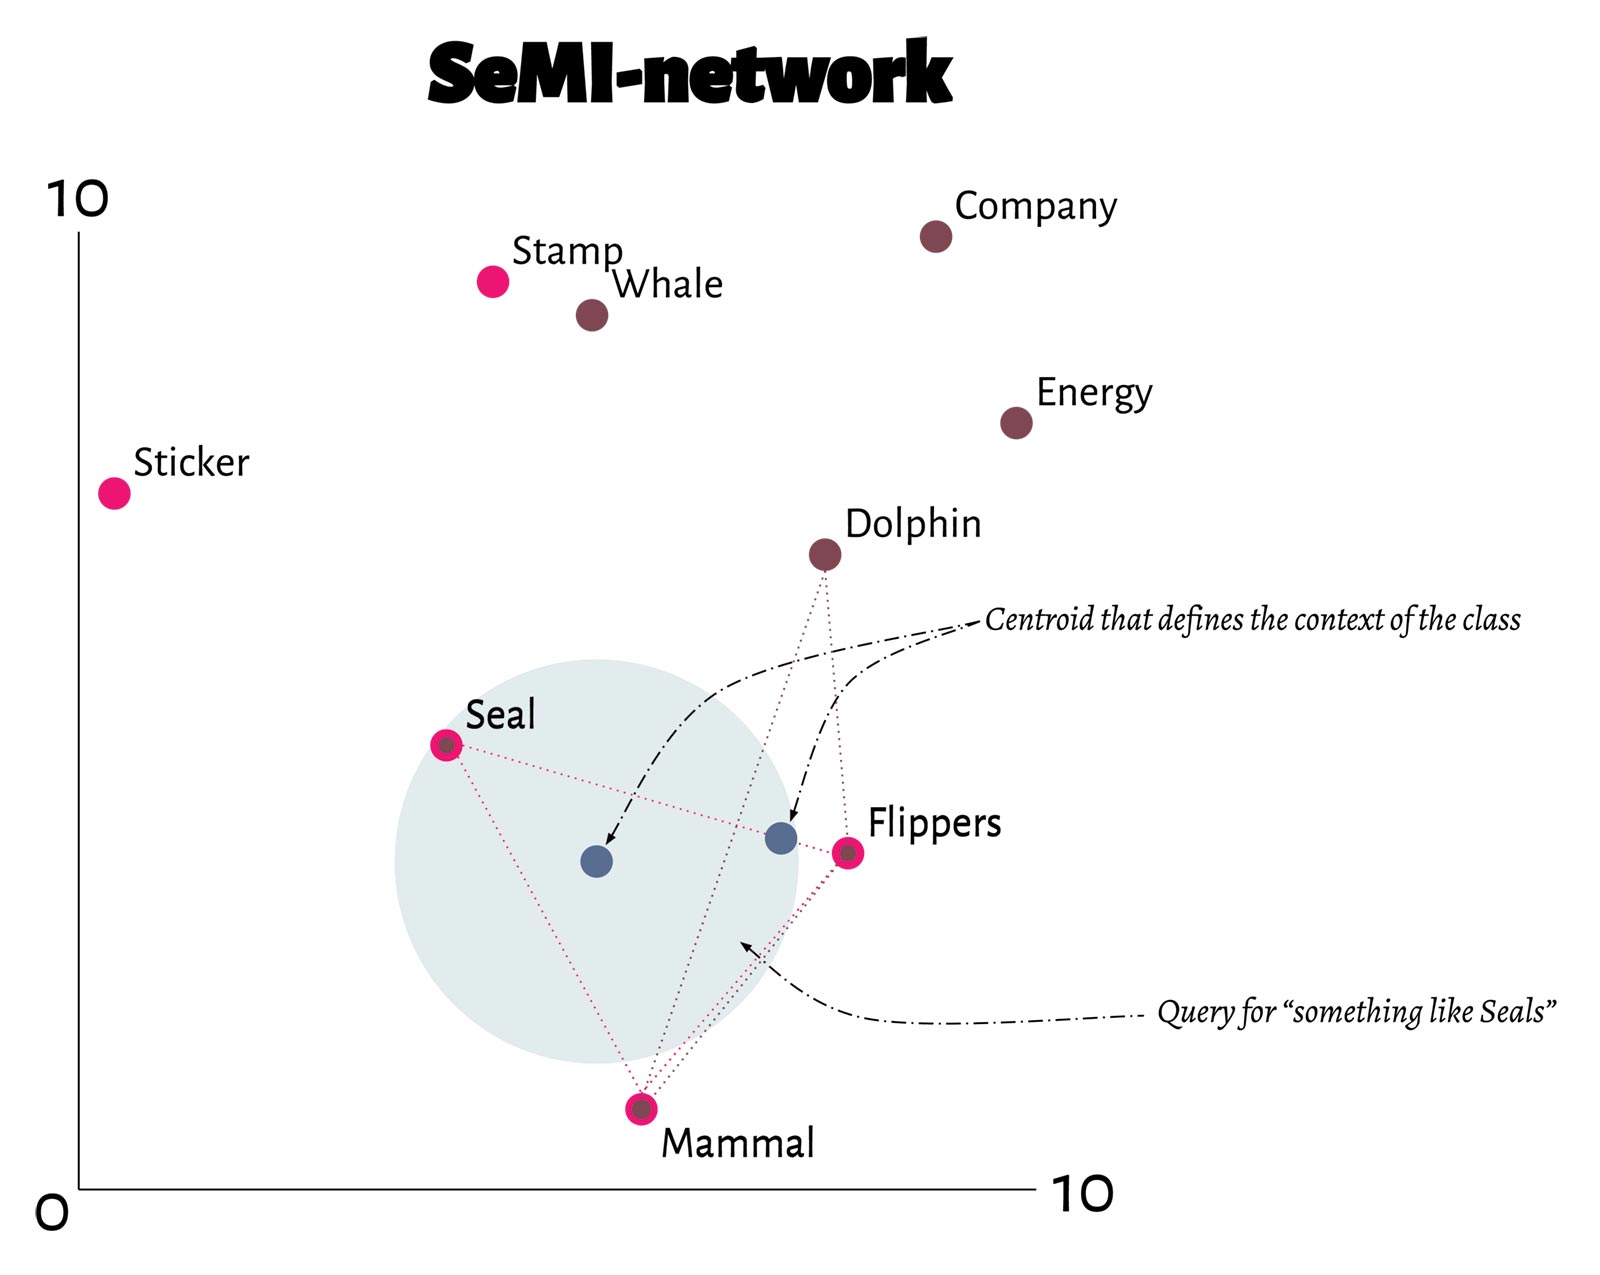 SeMI-network
10
Company
Stamp
Whale
Energy
Sticker
Dolphin
Centroid that defines the context of the class
Seal
Flippers
Query for “something like Seals”
Mammal
10
0